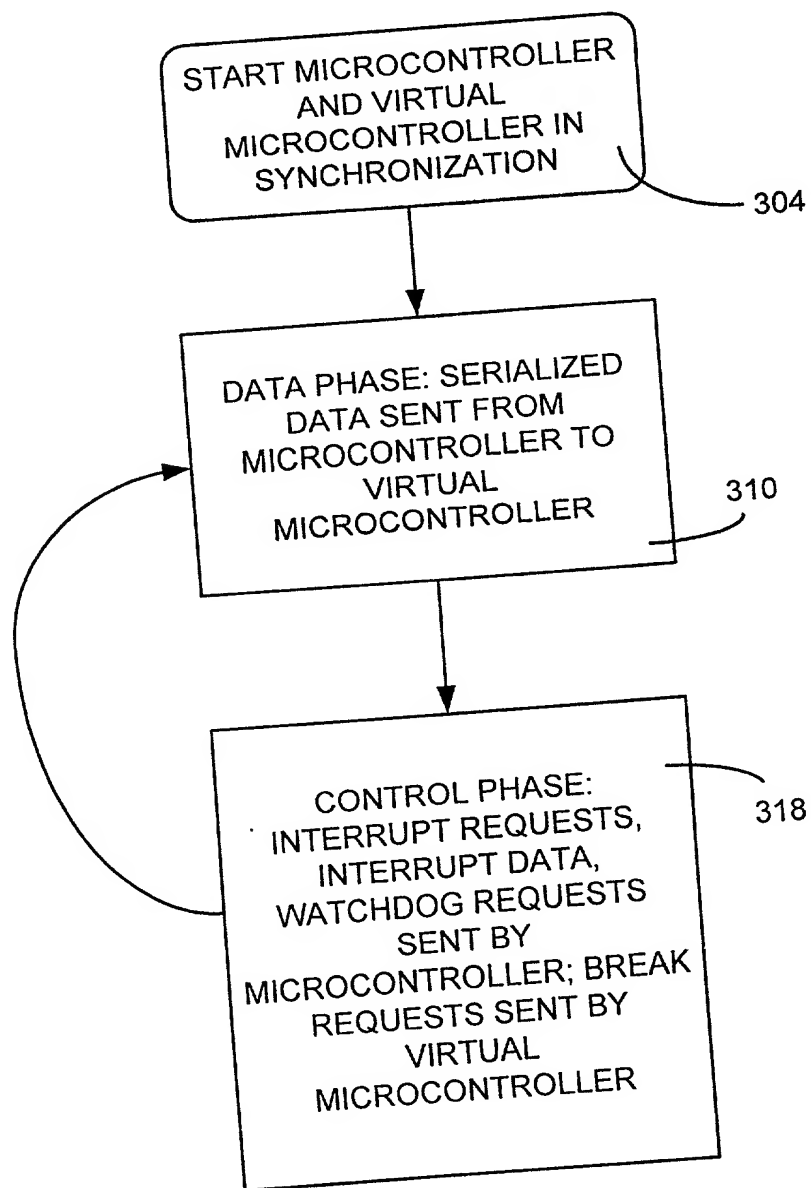 START MICROCONTROLLER
AND VIRTUAL
MICROCONTROLLER IN
SYNCHRONIZATION
304
DATA PHASE: SERIALIZED
DATA SENT FROM
MICROCONTROLLER TO
VIRTUAL
MICROCONTROLLER
310
CONTROL PHASE:
INTERRUPT REQUESTS,
INTERRUPT DATA,
WATCHDOG REQUESTS
SENT BY
MICROCONTROLLER; BREAK
REQUESTS SENT BY
VIRTUAL
MICROCONTROLLER
318